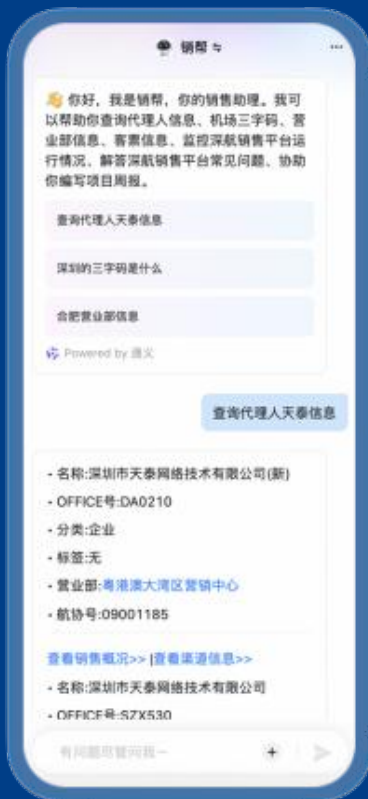 销帮 ⇆
···
👋 你好，我是销帮，你的销售助理。我可
以帮助你查询代理人信息、机场三字码、营
业部信息、客票信息、监控深航销售平台运
行情况、解答深航销售平台常见问题、协助
你编写项目周报。
查询代理人天泰信息
深圳的三字码是什么
合肥营业部信息
Powered by 通义
查询代理人天泰信息
- 名称:深圳市天泰网络技术有限公司(新)
- OFFICE号:DA0210
- 分类:企业
- 标签:无
- 营业部:粤港澳大湾区营销中心
- 航协号:09001185
查看销售概况>> |查看渠道信息>>
- 名称:深圳市天泰网络技术有限公司
- OFFICE号:SZX530
有问题尽管问我~
+